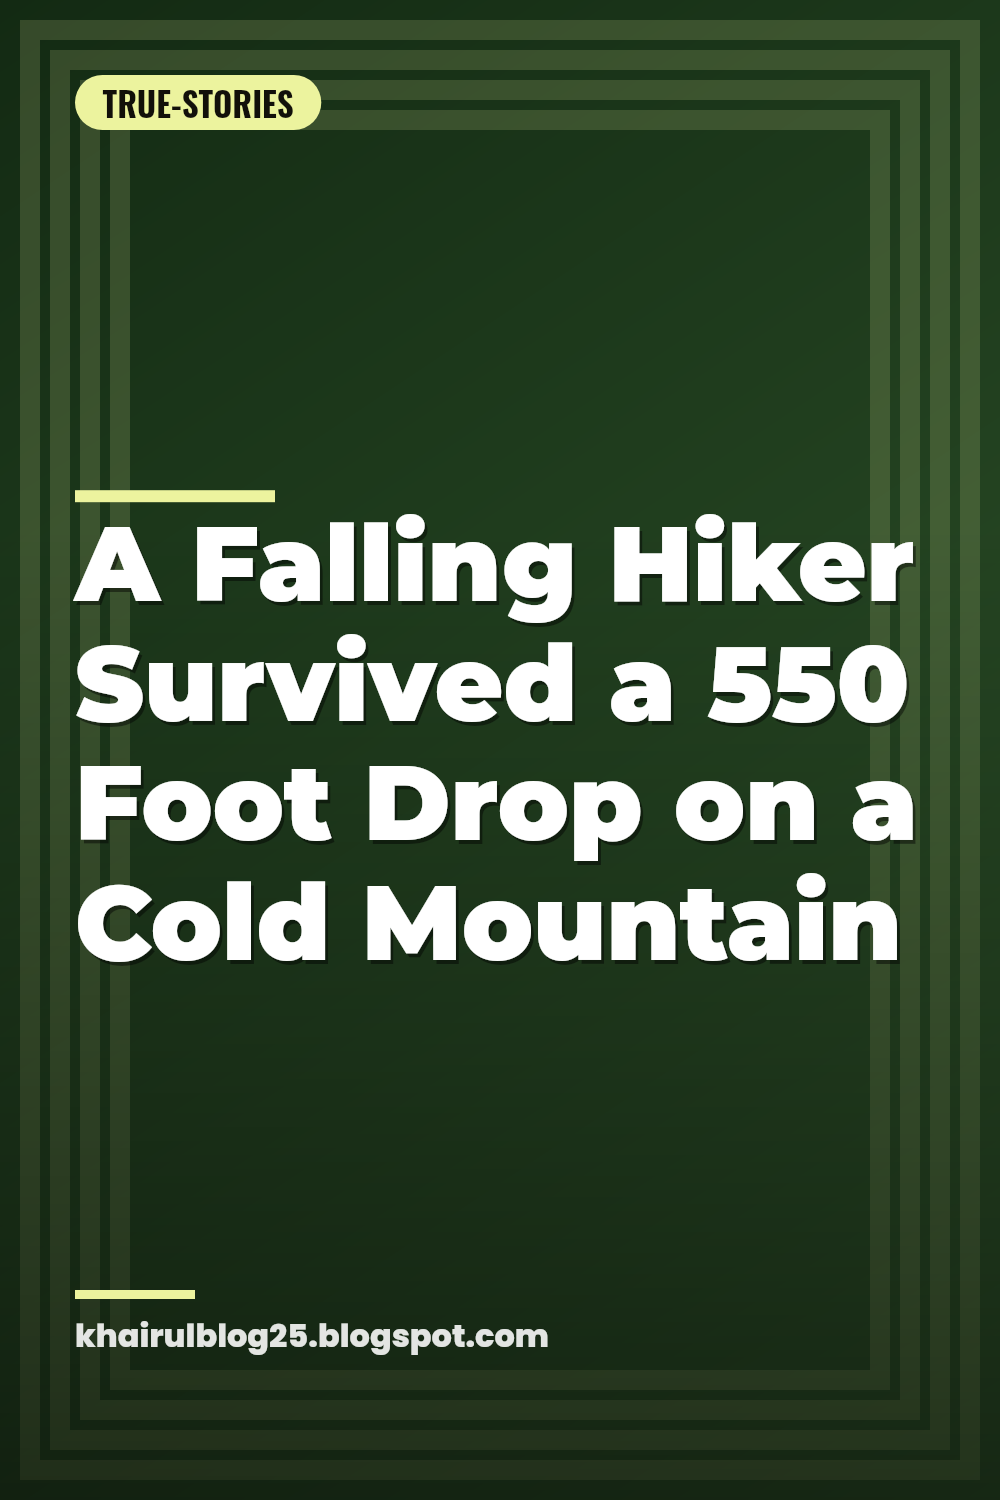 TRUE-STORIES
A Falling Hiker
Survived a 550
Foot Drop on a
Cold Mountain
khairulblog25.blogspot.com